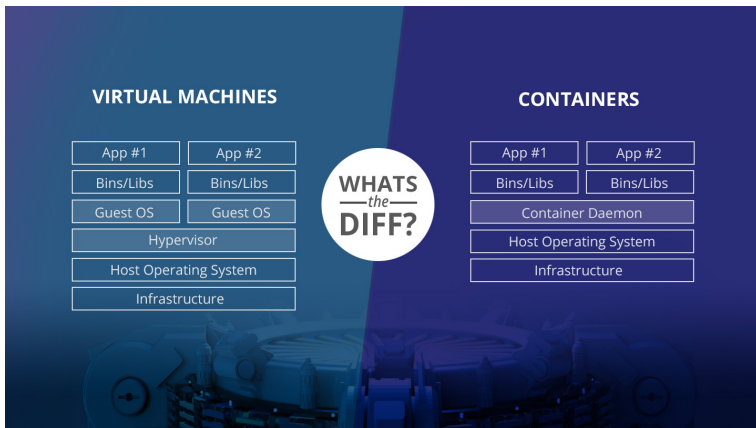 VIRTUAL MACHINES
App #1 App #2
Bins/Libs Bins/Libs
Guest OS Guest OS
Hypervisor
Host Operating System
Infrastructure
WHATS
the
DIFF?
CONTAINERS
App #1 App #2
Bins/Libs Bins/Libs
Container Daemon
Host Operating System
Infrastructure